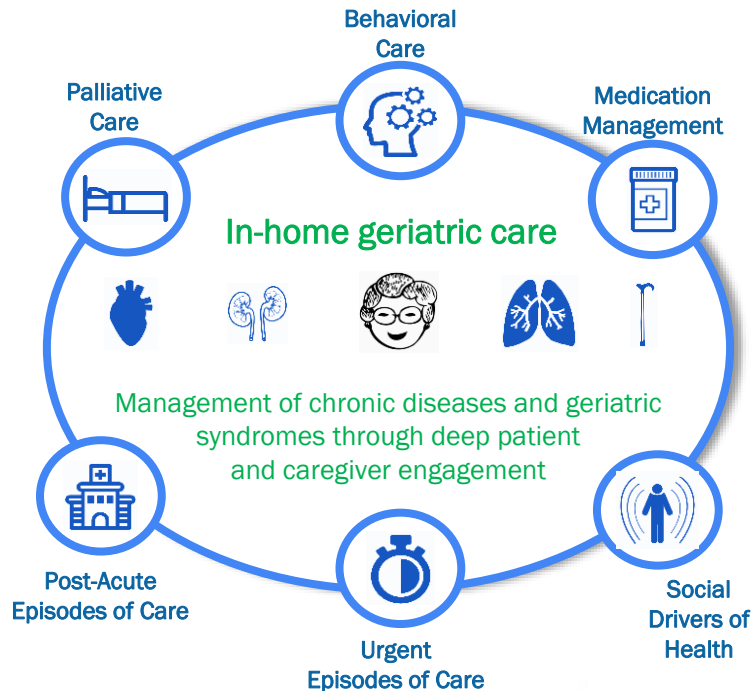 Behavioral
Care
Palliative
Care
Medication
Management
In-home geriatric care
Management of chronic diseases and geriatric
syndromes through deep patient
and caregiver engagement
Post-Acute
Episodes of Care
Urgent
Episodes of Care
Social
Drivers of
Health